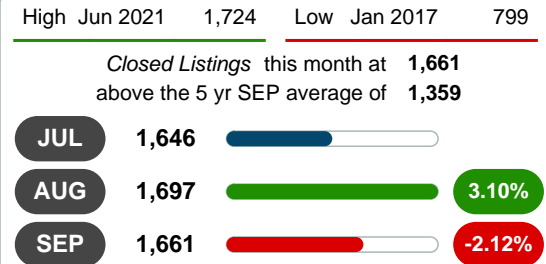 High Jun 2021 1,724 Low Jan 2017 799
Closed Listings this month at 1,661
above the 5 yr SEP average of 1,359
JUL 1,646
AUG 1,697 3.10%
SEP 1,661 -2.12%